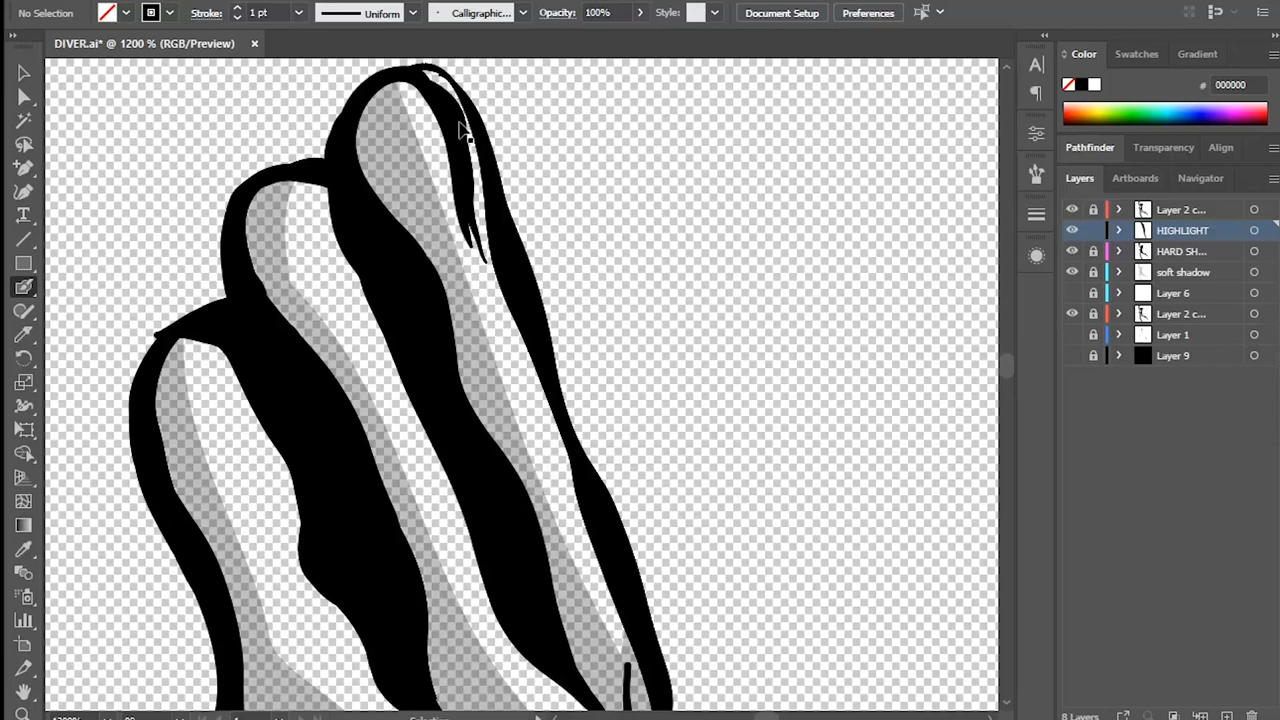 Stroke: 1 pt Uniform Calligraphic... Opacity: 100% Style: Document Setup Preferences
No Selection
DIVER.ai* @ 1200 % (RGB/Preview) ×
Color Swatches Gradient
# 000000
Pathfinder Transparency Align
Layers Artboards Navigator
Layer 2 c...
HIGHLIGHT
HARD SH...
soft shadow
Layer 6
Layer 2 c...
Layer 1
Layer 9
8 Layers